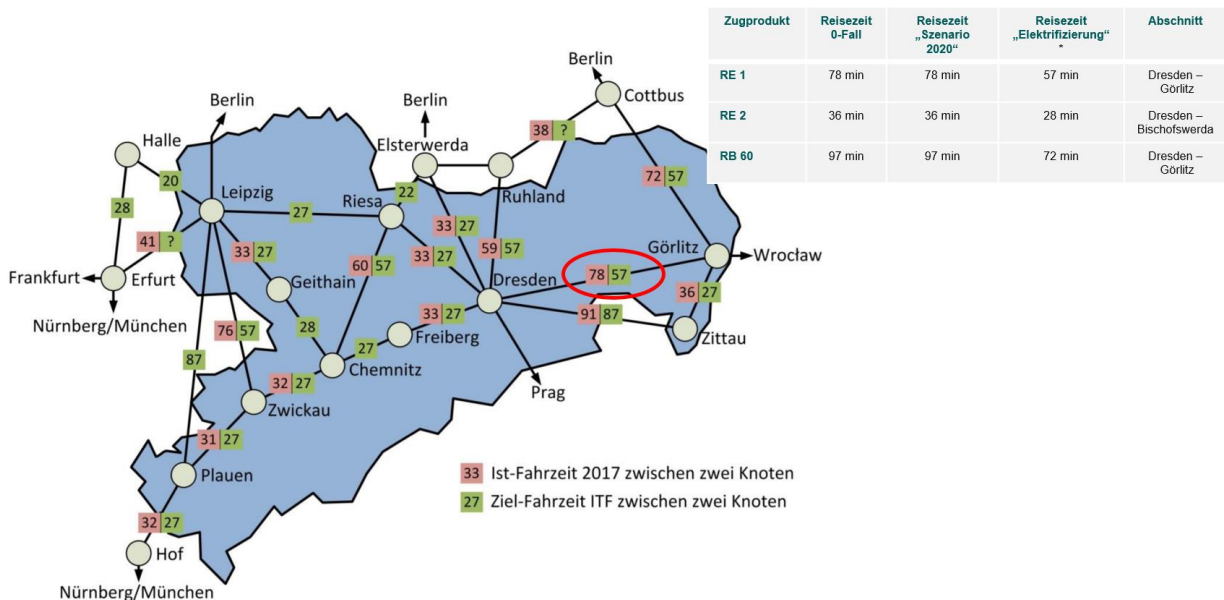 Zugprodukt Reisezeit 0-Fall Reisezeit „Szenario 2020“ Reisezeit „Elektrifizierung“ * Abschnitt
RE 1 78 min 78 min 57 min Dresden – Görlitz
RE 2 36 min 36 min 28 min Dresden – Bischofswerda
RB 60 97 min 97 min 72 min Dresden – Görlitz
Berlin
Berlin
Berlin
Cottbus
Halle
Elsterwerda
38 ?
20
Leipzig
Riesa
22
Ruhland
72 57
28
27
41 ?
33 27
33 27
60 57
33 27
59 57
Görlitz
Wrocław
Frankfurt
Erfurt
Geithain
Dresden
78 57
36 27
Nürnberg/München
76 57
28
33 27
91 87
Freiberg
Zittau
87
27
Chemnitz
Prag
32 27
Zwickau
31 27
Plauen
33 Ist-Fahrzeit 2017 zwischen zwei Knoten
27 Ziel-Fahrzeit ITF zwischen zwei Knoten
32 27
Hof
Nürnberg/München